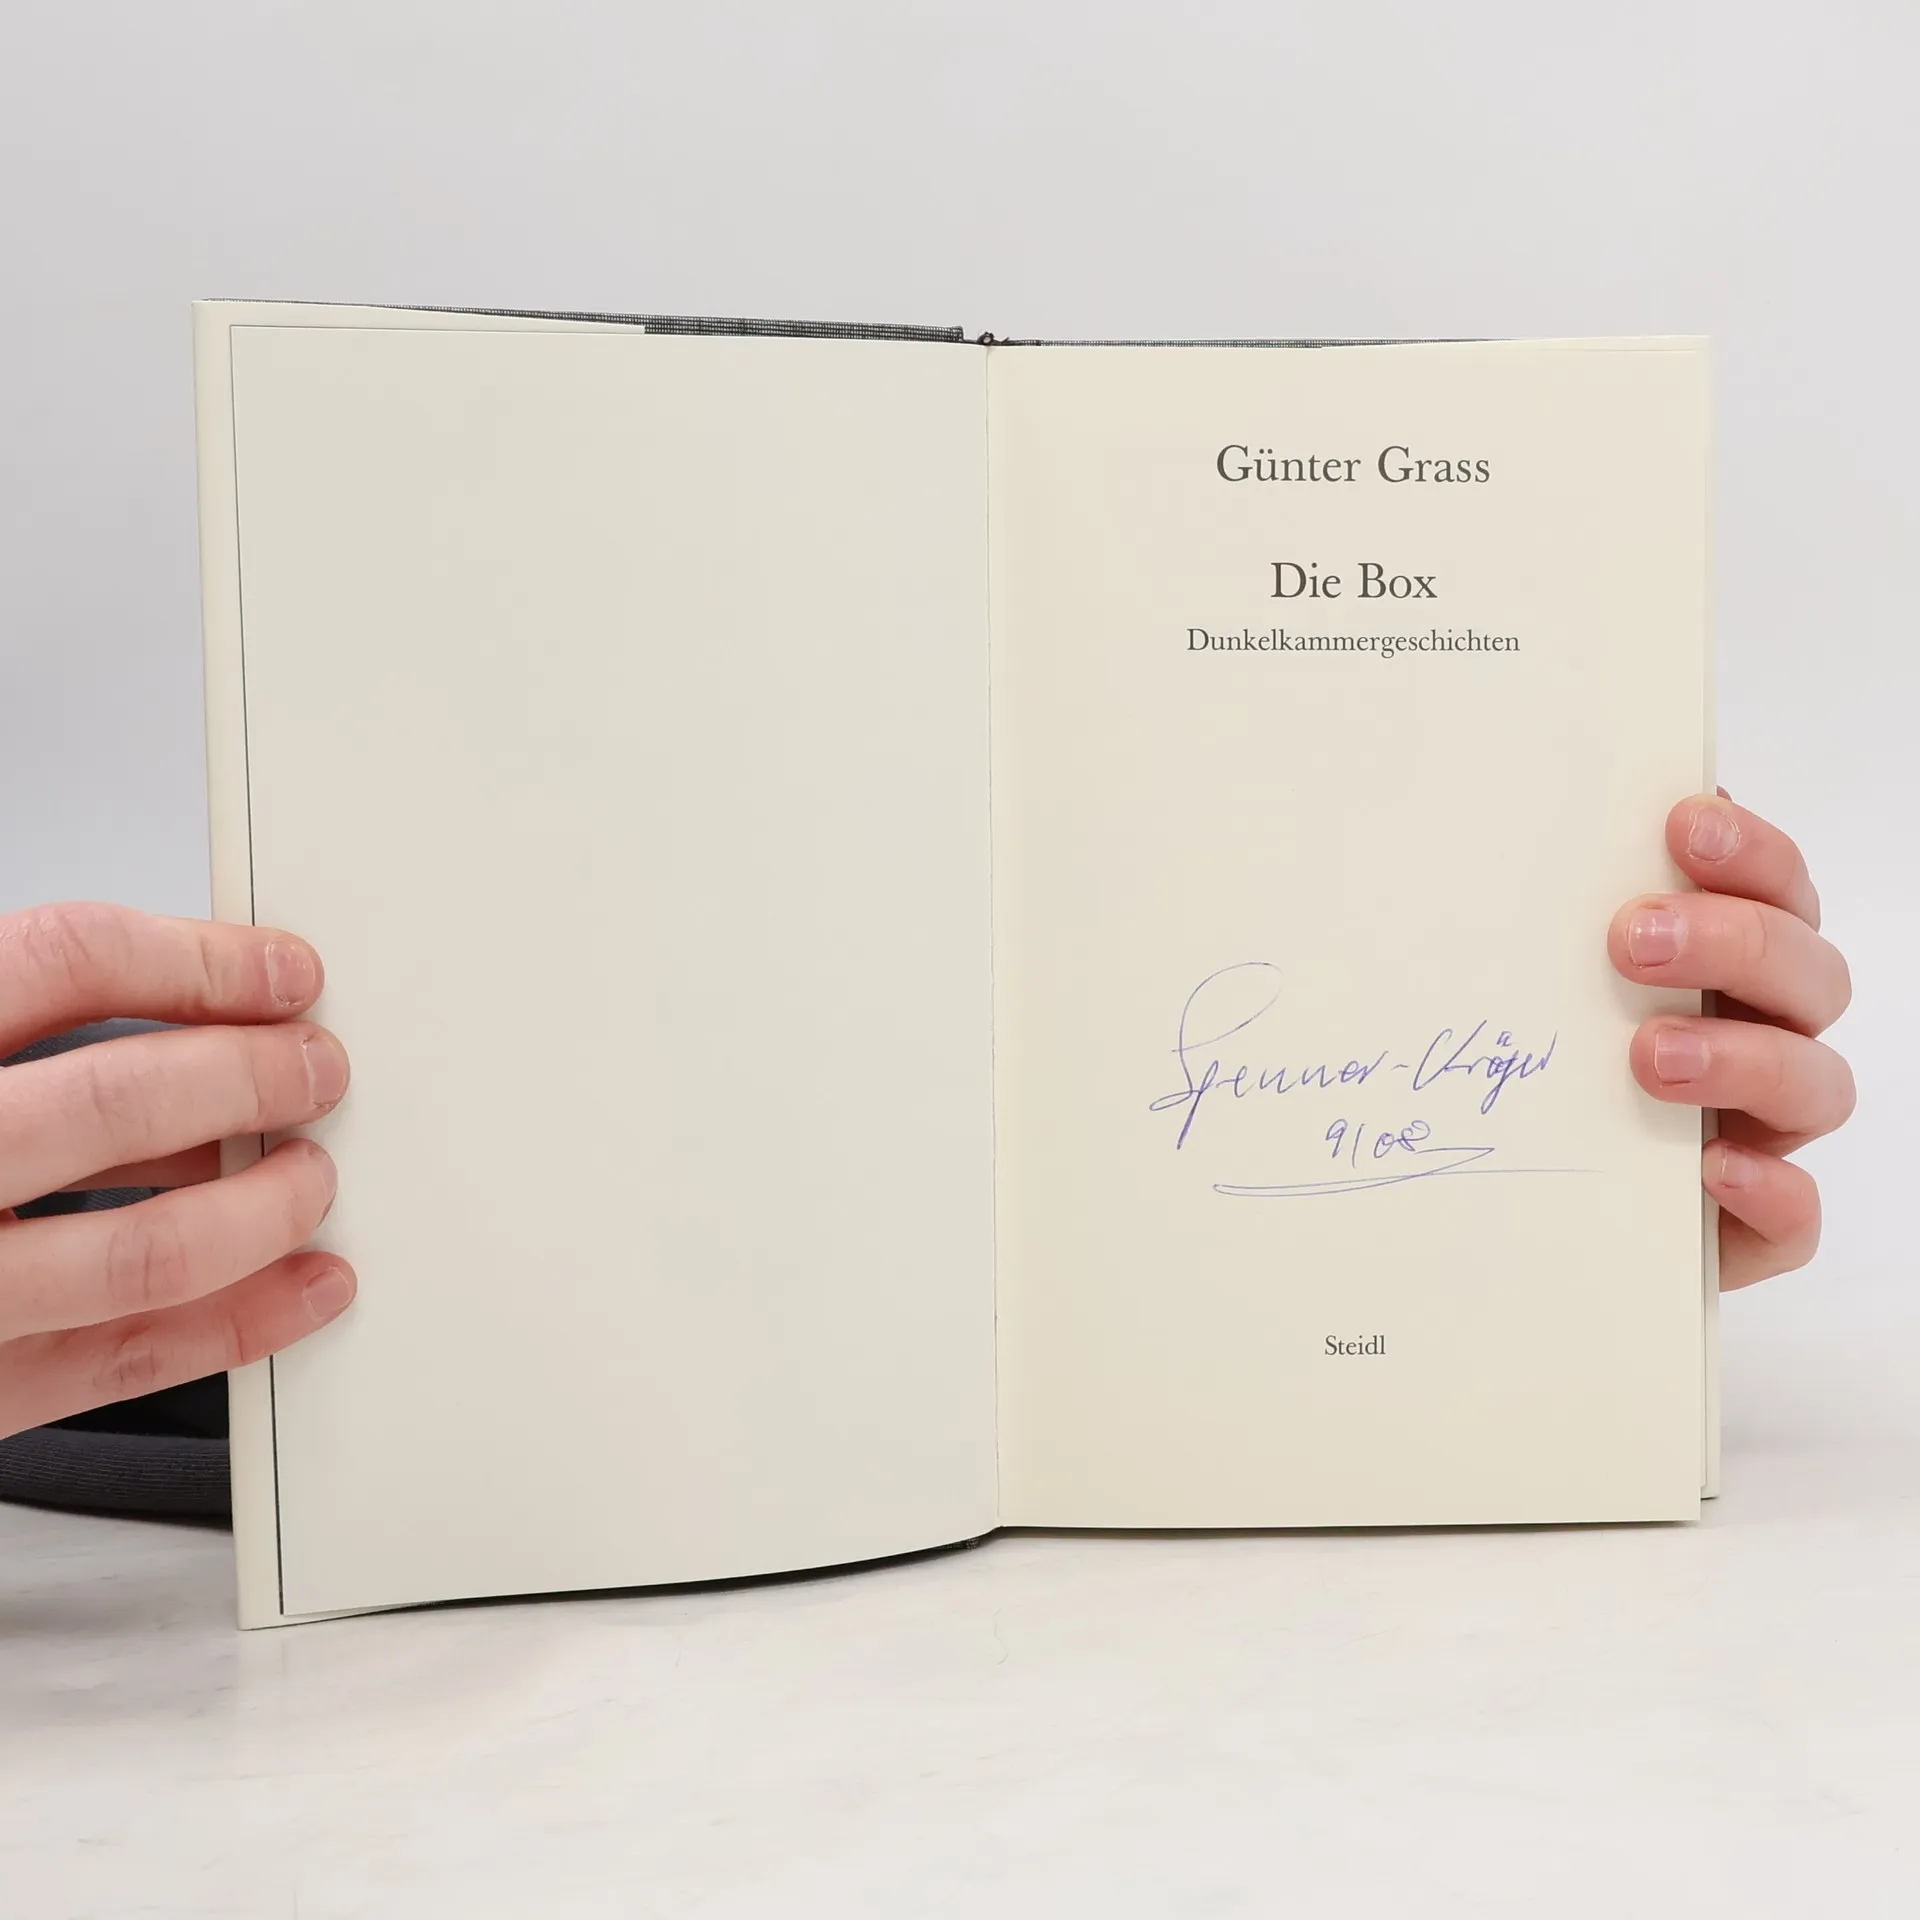 Günter Grass
Die Box
Dunkelkammergeschichten
Spenner-Kröger
9/08
Steidl